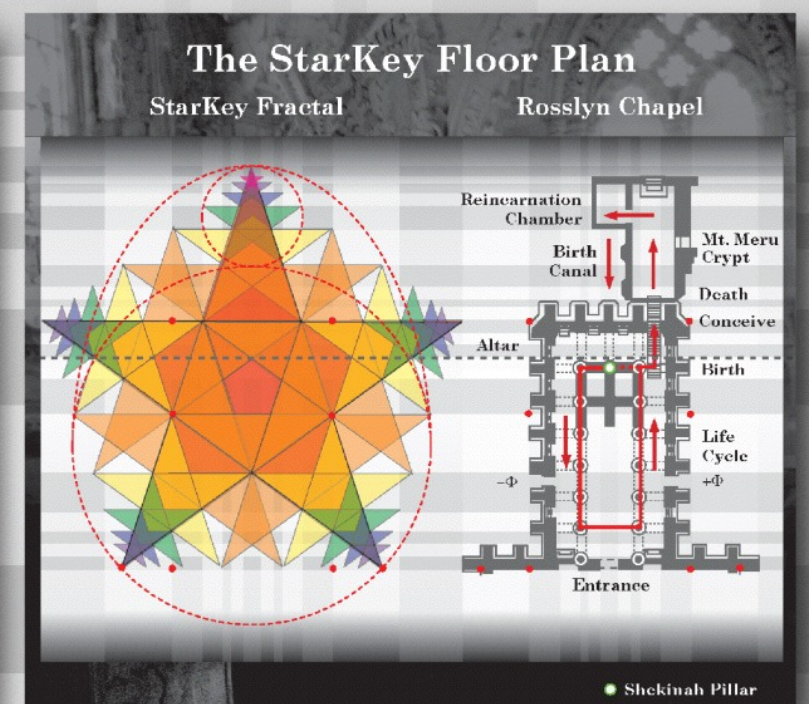 The StarKey Floor Plan
StarKey Fractal
Rosslyn Chapel
Reincarnation
Chamber
Birth
Canal
Mt. Meru
Crypt
Death
Conceive
Altar
Birth
Life
Cycle
-Φ
+Φ
Entrance
Shekinah Pillar